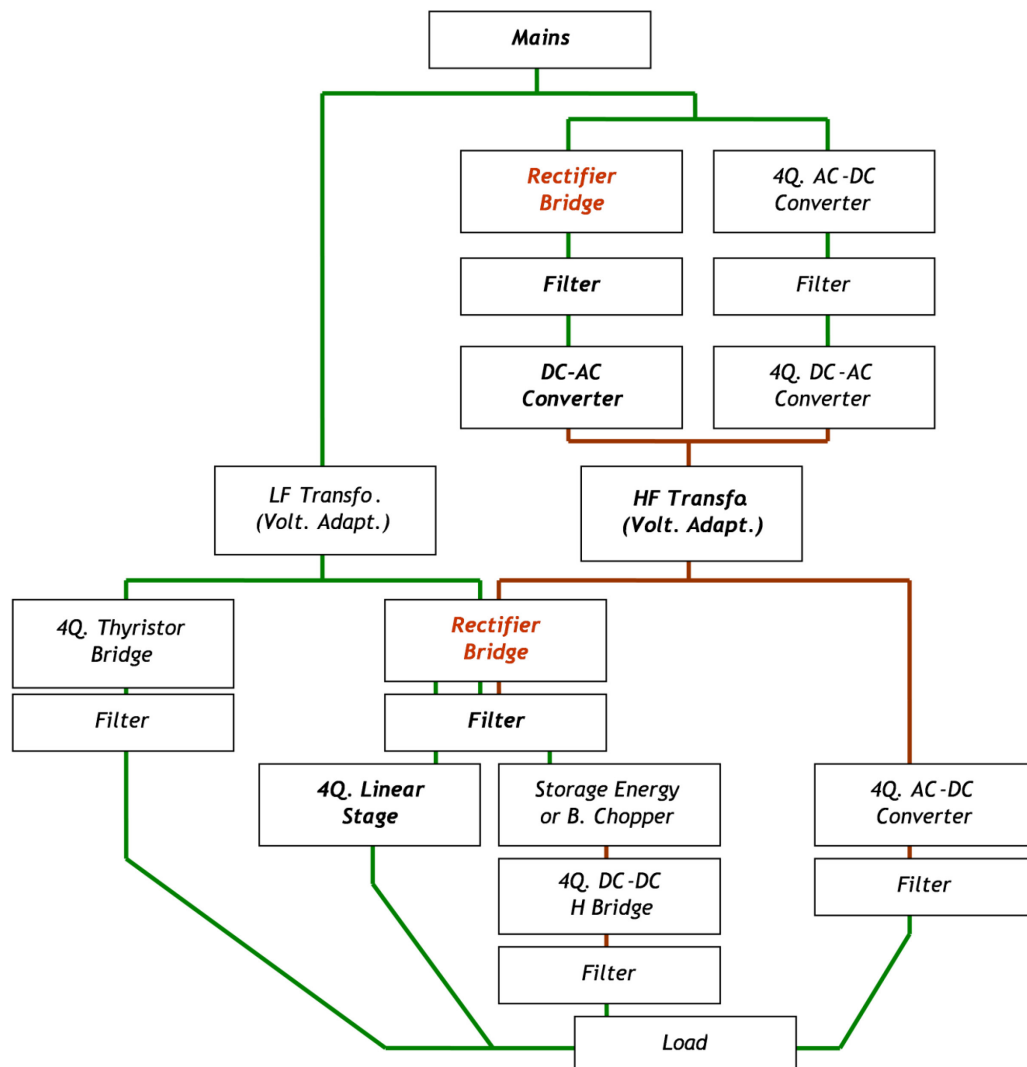 Mains
Rectifier
Bridge
4Q. AC-DC
Converter
Filter
Filter
DC-AC
Converter
4Q. DC-AC
Converter
LF Transfo.
(Volt. Adapt.)
HF Transfo.
(Volt. Adapt.)
4Q. Thyristor
Bridge
Rectifier
Bridge
Filter
Filter
4Q. Linear
Stage
Storage Energy
or B. Chopper
4Q. AC-DC
Converter
4Q. DC-DC
H Bridge
Filter
Filter
Load